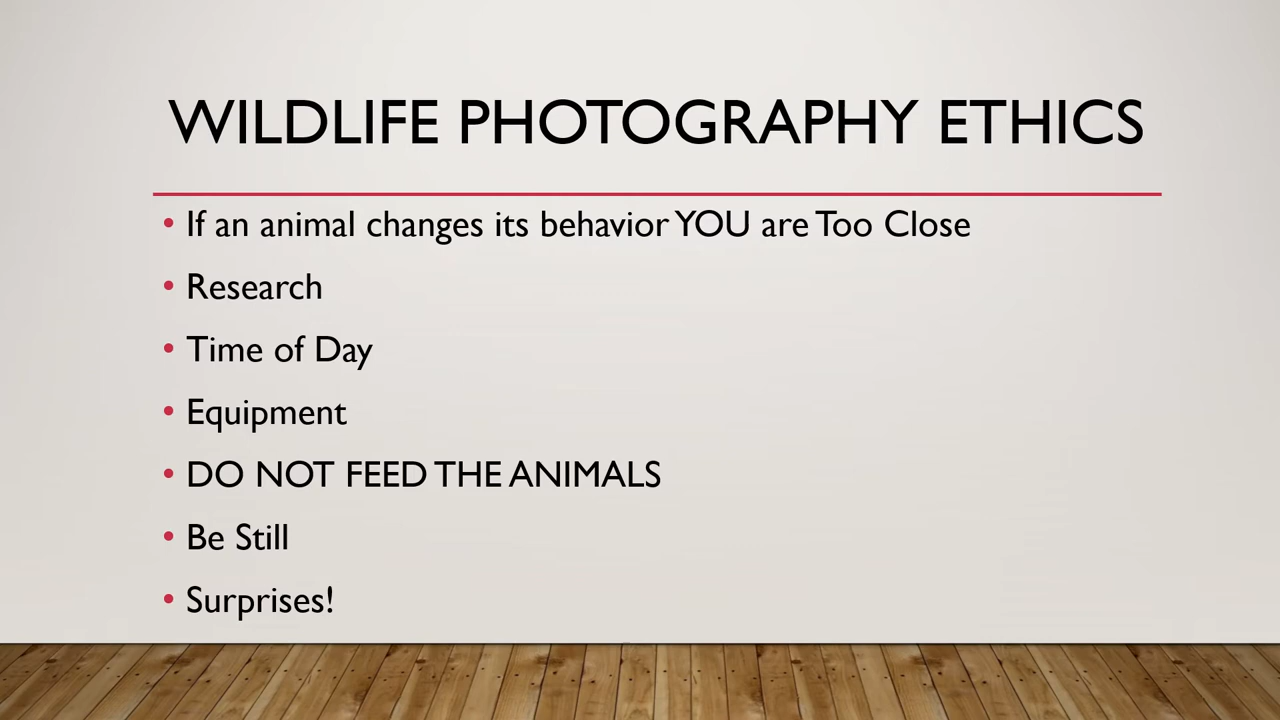 WILDLIFE PHOTOGRAPHY ETHICS
• If an animal changes its behavior YOU are Too Close
• Research
• Time of Day
• Equipment
• DO NOT FEED THE ANIMALS
• Be Still
• Surprises!